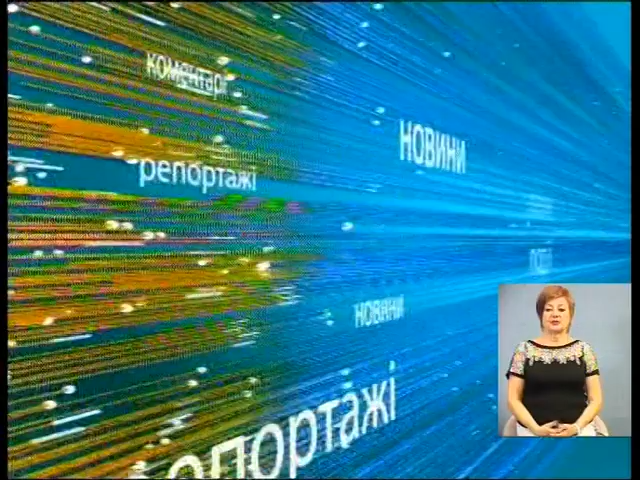 коментарі
НОВИНИ
репортажі
НОВИНИ
репортажі